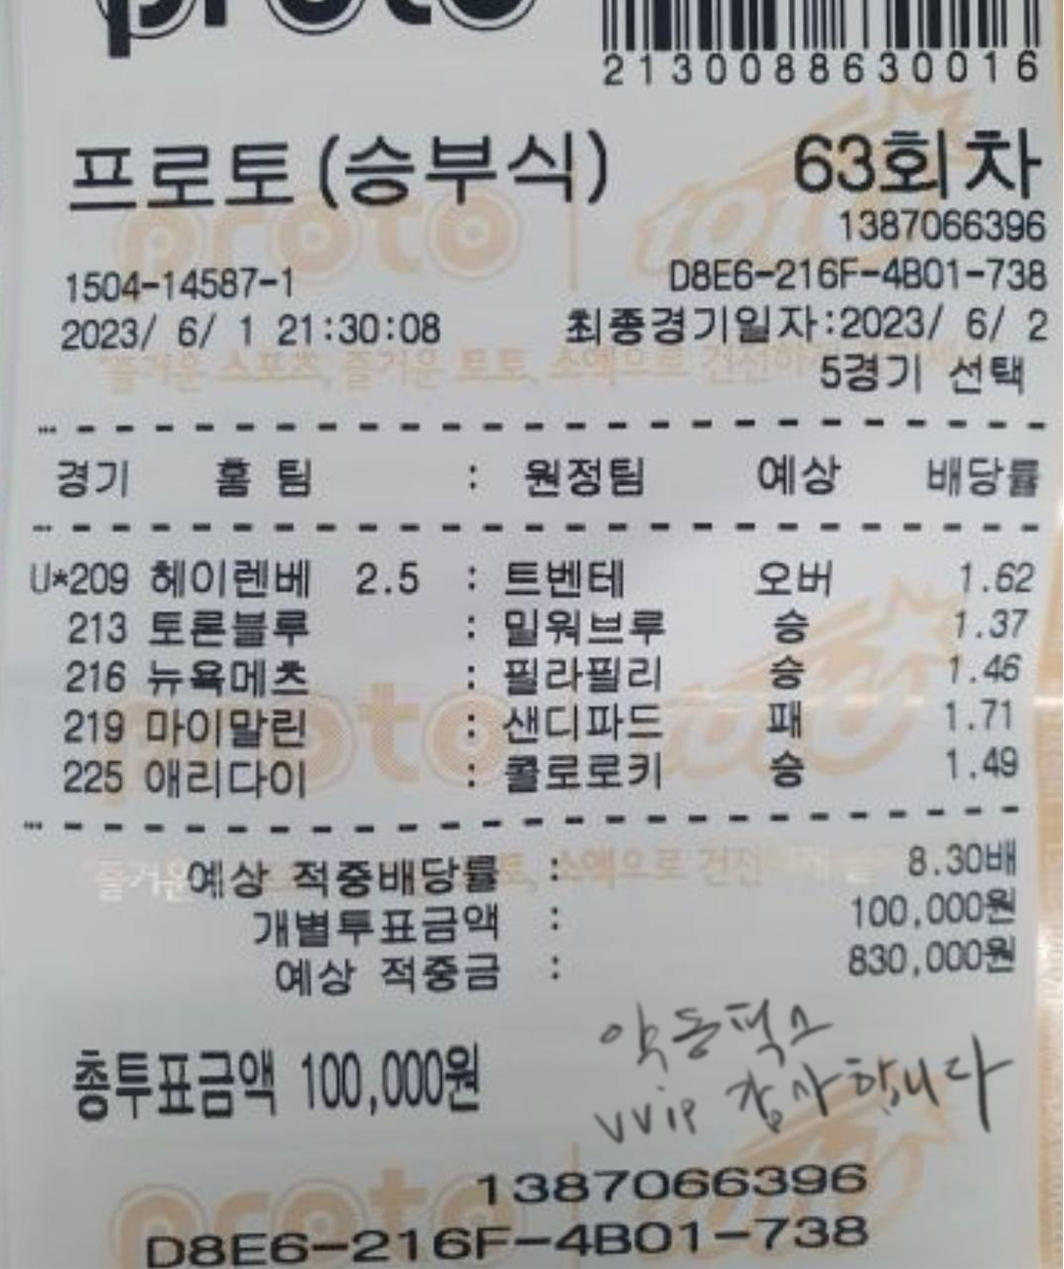 proto
2130088630016
프로토(승부식) 63회차
1387066396
1504-14587-1 D8E6-216F-4B01-738
2023/ 6/ 1 21:30:08 최종경기일자:2023/ 6/ 2
5경기 선택
경기 홈 팀 : 원정팀 예상 배당률
U*209 헤이렌베 2.5 : 트벤테 오버 1.62
213 토론블루 : 밀워브루 승 1.37
216 뉴욕메츠 : 필라필리 승 1.46
219 마이말린 : 샌디파드 패 1.71
225 애리다이 : 콜로로키 승 1.49
예상 적중배당률 : 8.30배
개별투표금액 : 100,000원
예상 적중금 : 830,000원
총투표금액 100,000원
악동픽스
VVIP 감사합니다
1387066396
D8E6-216F-4B01-738